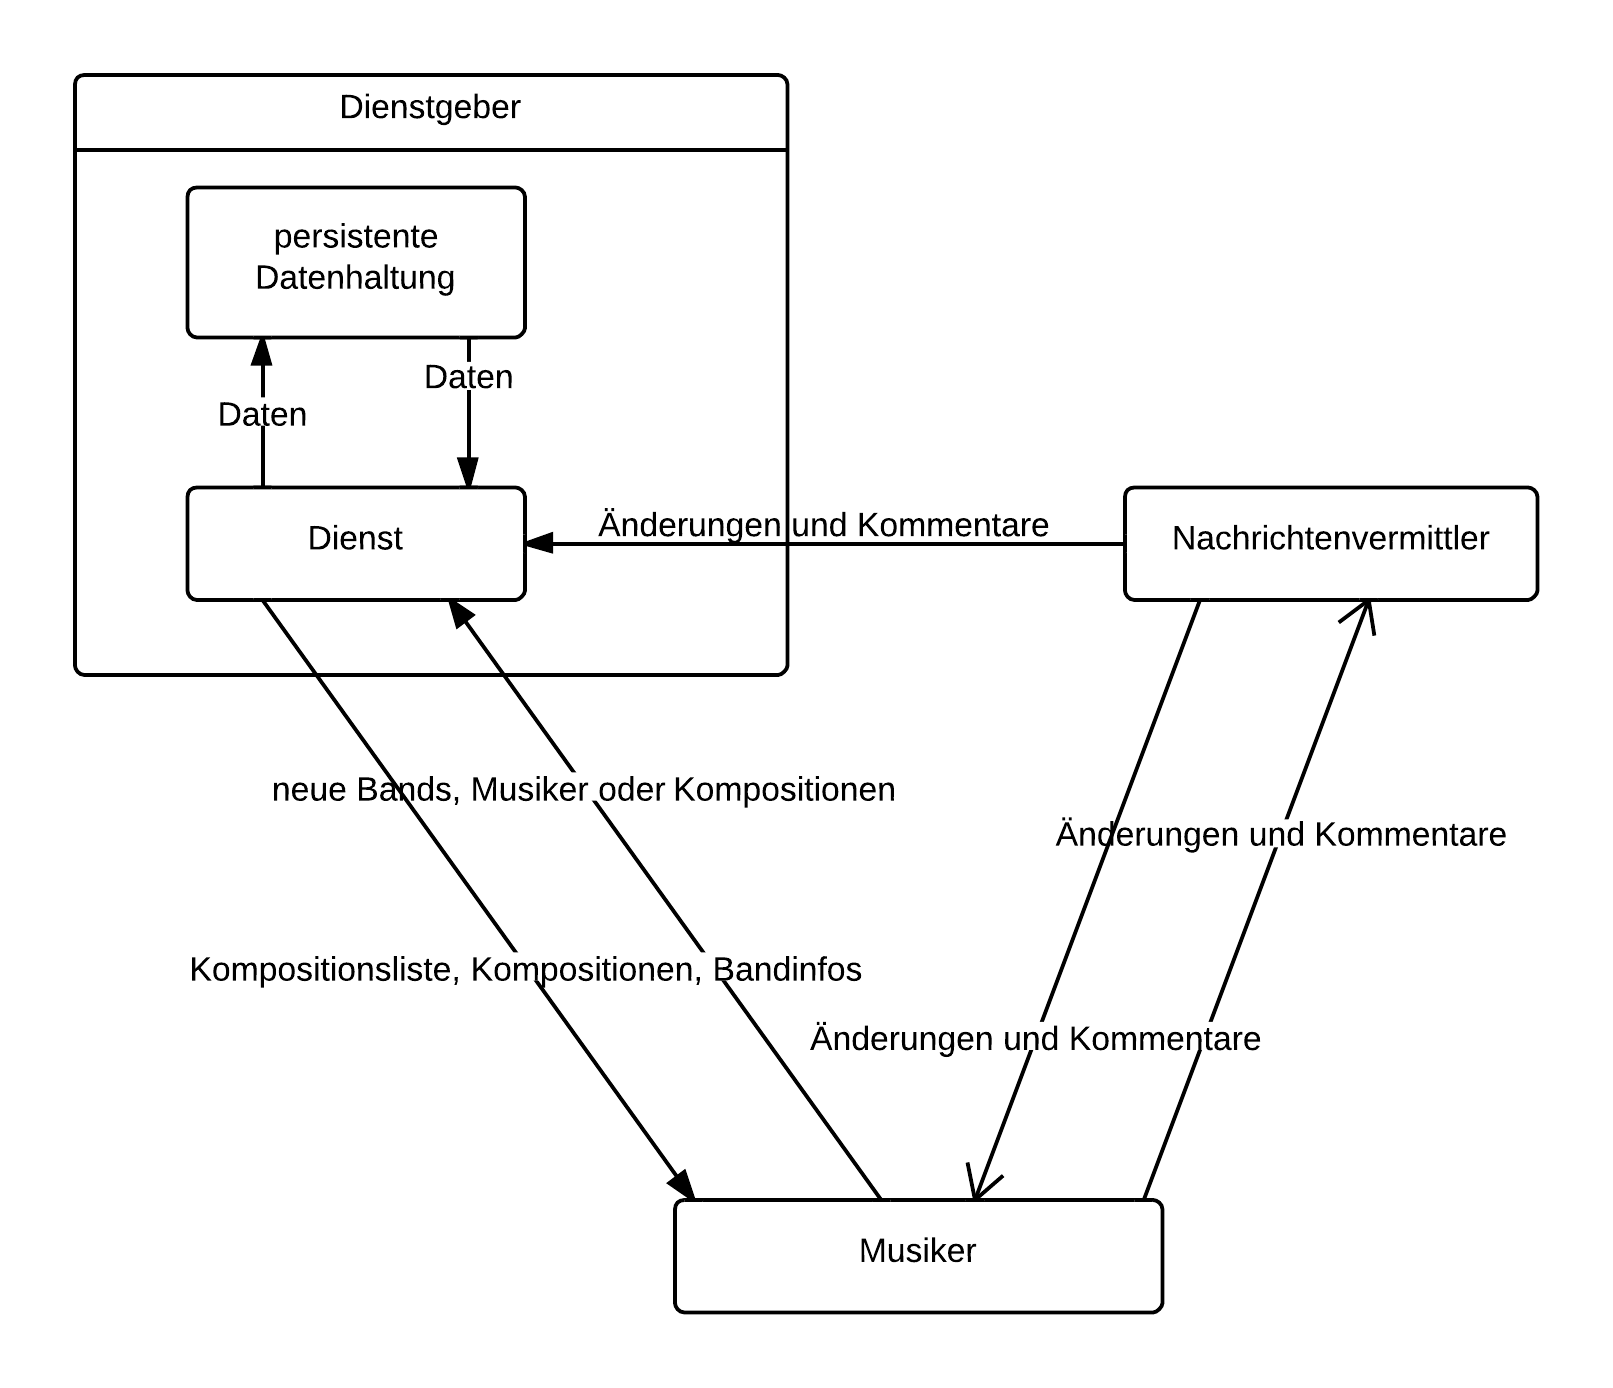 Dienstgeber
persistente
Datenhaltung
Daten
Daten
Dienst
Änderungen und Kommentare
Nachrichtenvermittler
neue Bands, Musiker oder Kompositionen
Änderungen und Kommentare
Kompositionsliste, Kompositionen, Bandinfos
Änderungen und Kommentare
Musiker